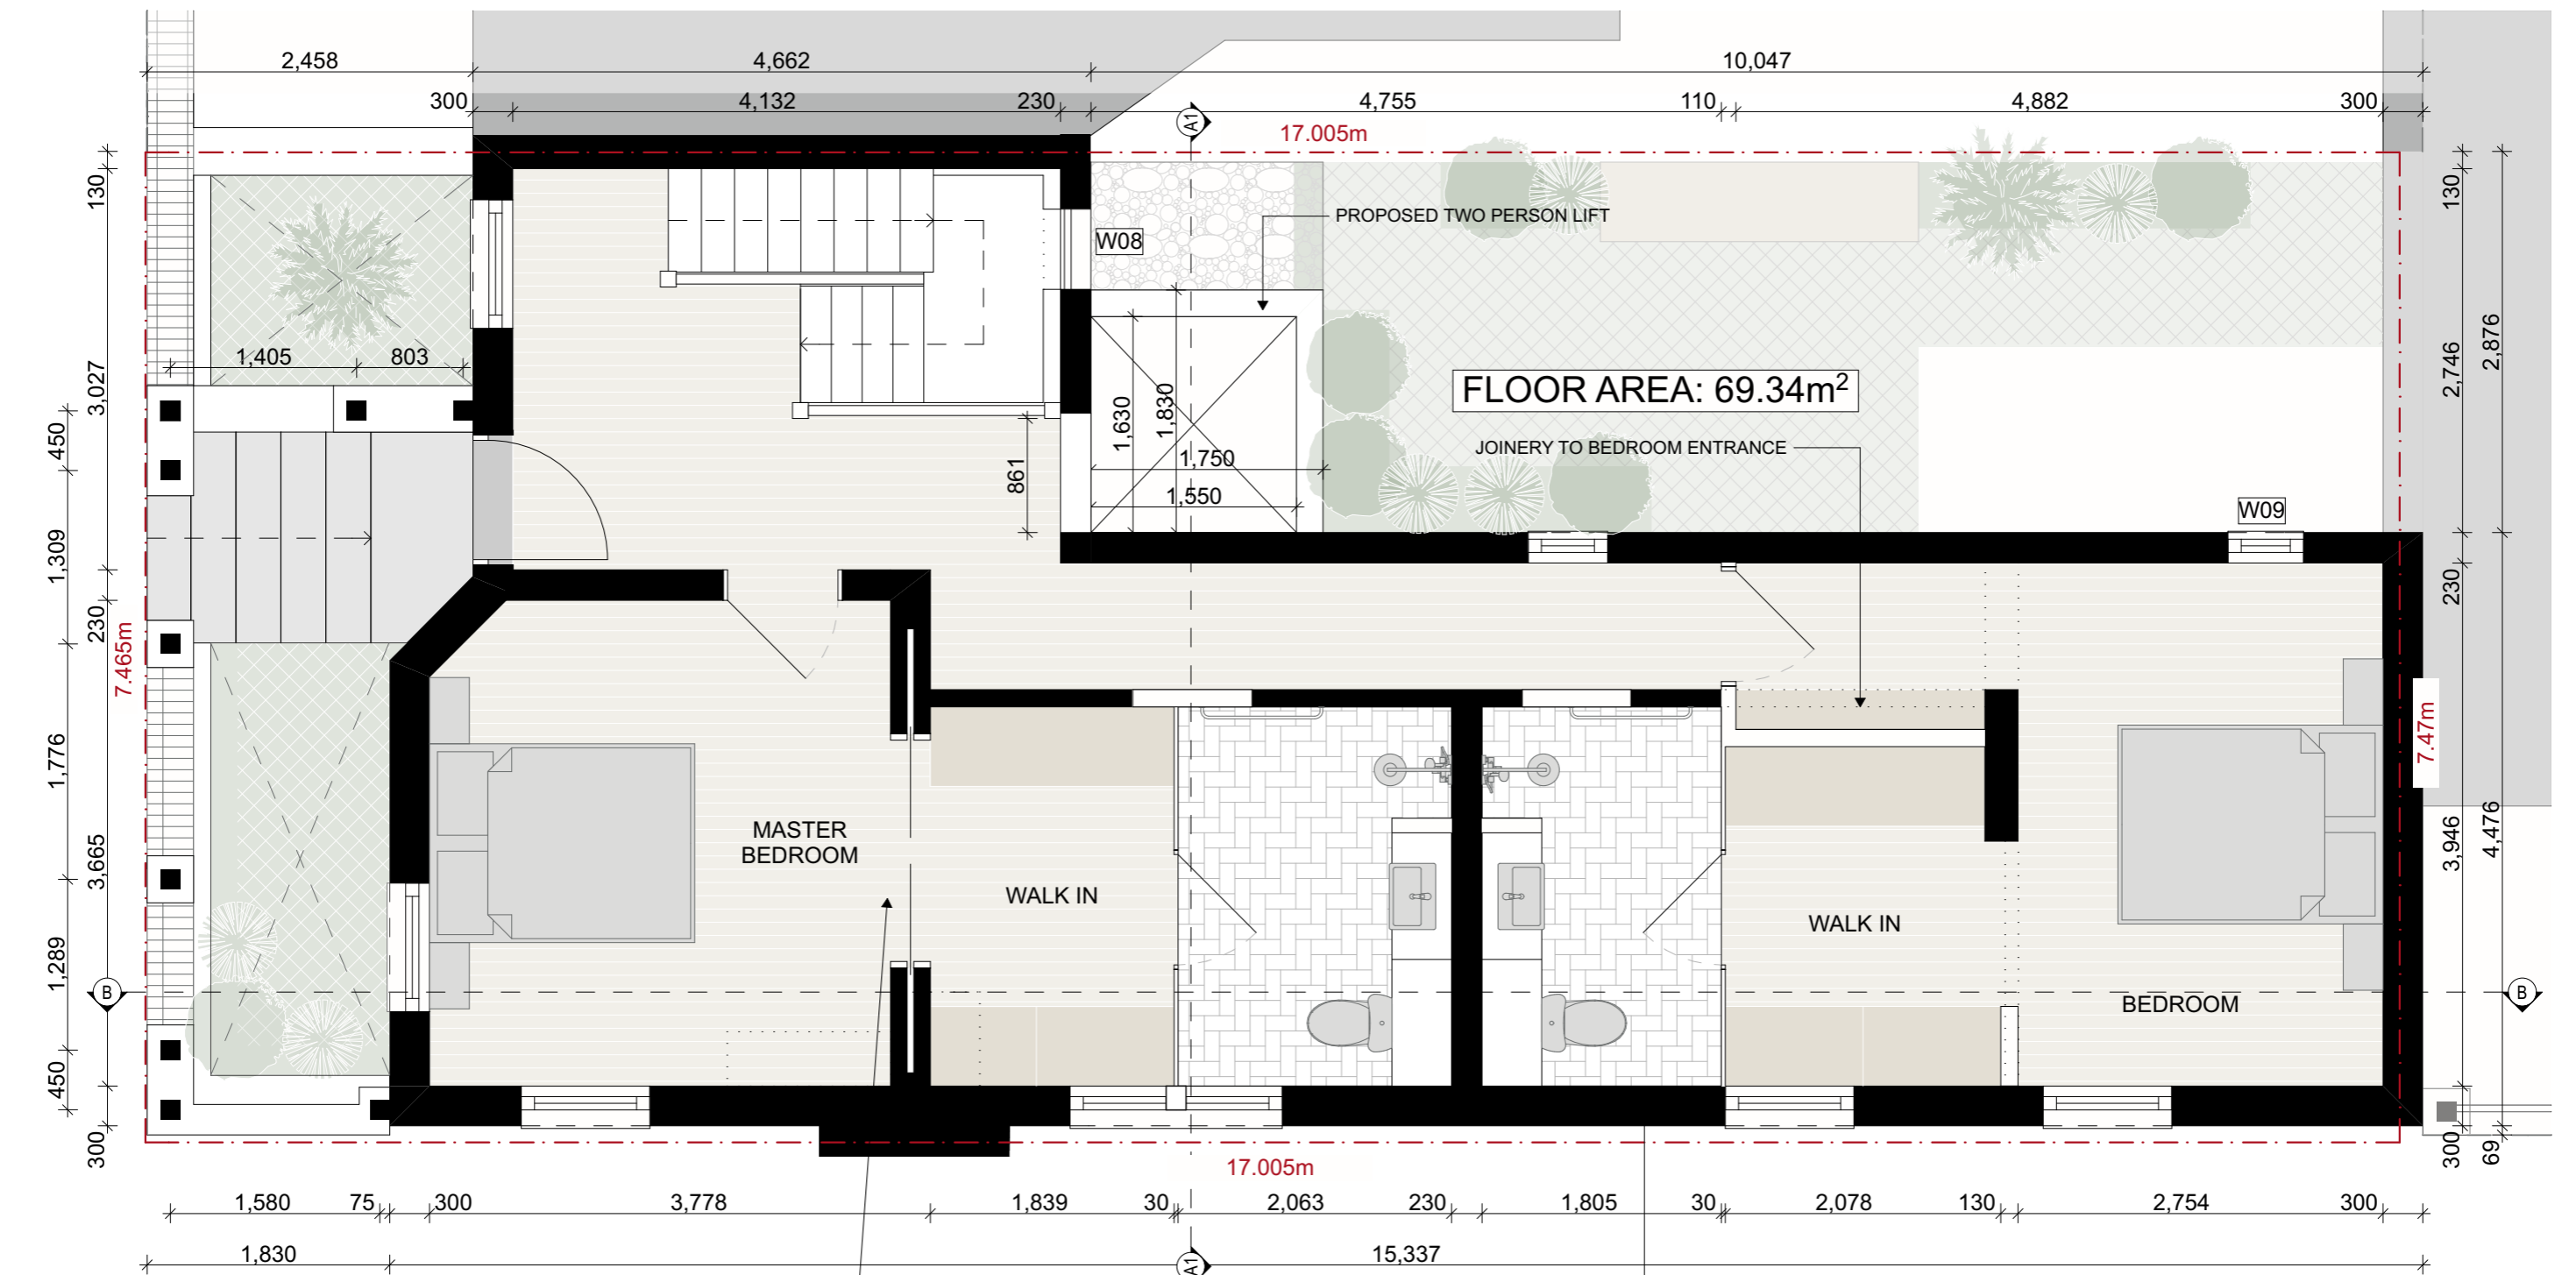 2,458
4,662
10,047
300
4,132
230
4,755
110
4,882
300
A1
17.005m
130
130
PROPOSED TWO PERSON LIFT
W08
1,405
803
3,027
2,746
2,876
FLOOR AREA: 69.34m²
1,630
1,830
450
JOINERY TO BEDROOM ENTRANCE
1,750
861
1,550
W09
1,309
230
230
7.465m
7.47m
1,776
MASTER
BEDROOM
3,665
3,946
4,476
WALK IN
WALK IN
1,289
B
BEDROOM
B
450
300
300
69
17.005m
1,580
75
300
3,778
1,839
30
2,063
230
1,805
30
2,078
130
2,754
300
1,830
A1
15,337